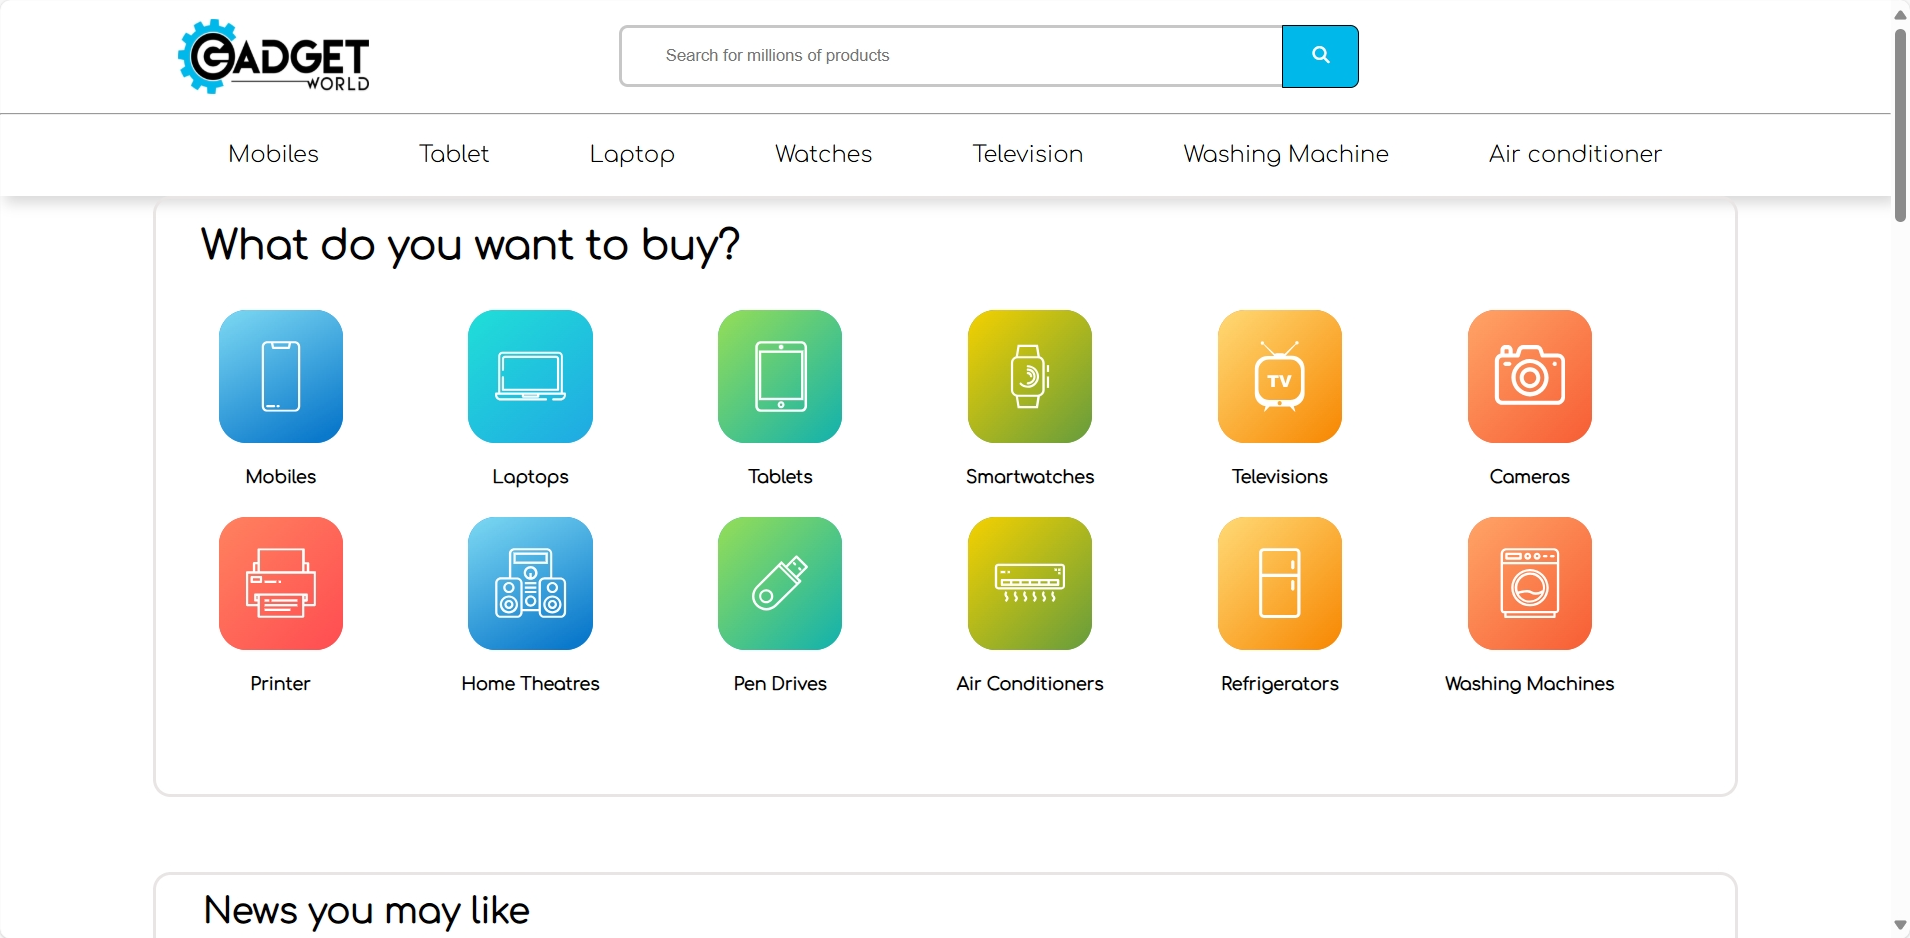 GADGET
WORLD
Search for millions of products
Mobiles Tablet Laptop Watches Television Washing Machine Air conditioner
What do you want to buy?
TV
Mobiles Laptops Tablets Smartwatches Televisions Cameras
Printer Home Theatres Pen Drives Air Conditioners Refrigerators Washing Machines
News you may like